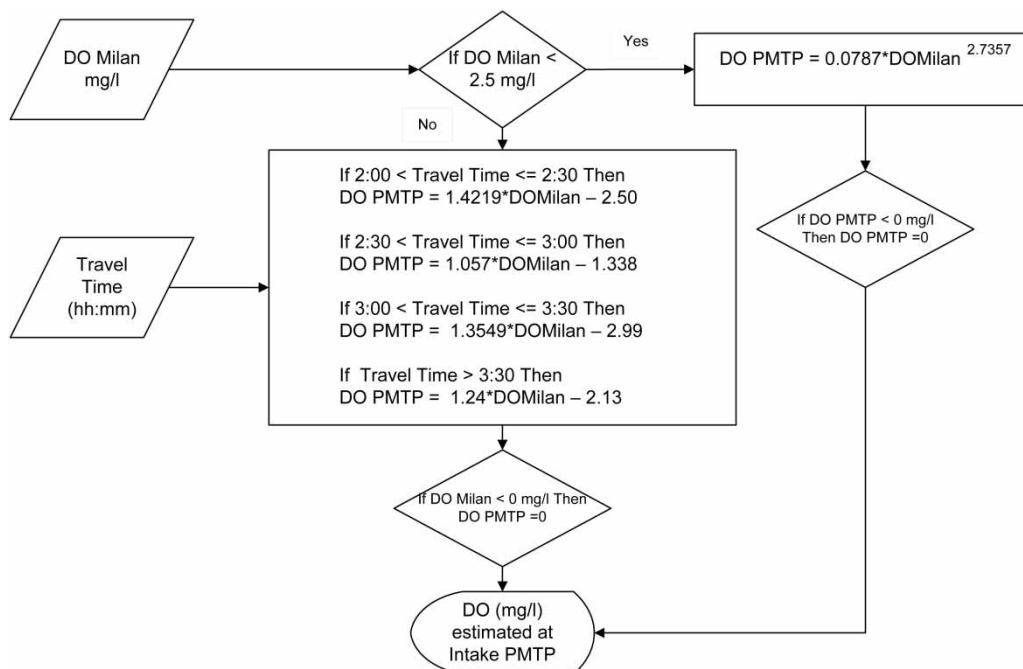 DO Milan
mg/l
If DO Milan <
2.5 mg/l
Yes
DO PMTP = 0.0787*DOMilan 2.7357
No
If 2:00 < Travel Time <= 2:30 Then
DO PMTP = 1.4219*DOMilan – 2.50
If 2:30 < Travel Time <= 3:00 Then
DO PMTP = 1.057*DOMilan – 1.338
If 3:00 < Travel Time <= 3:30 Then
DO PMTP =  1.3549*DOMilan – 2.99
If  Travel Time > 3:30 Then
DO PMTP =  1.24*DOMilan – 2.13
Travel
Time
(hh:mm)
If DO PMTP < 0 mg/l
Then DO PMTP =0
If DO Milan < 0 mg/l Then
DO PMTP =0
DO (mg/l)
estimated at
Intake PMTP